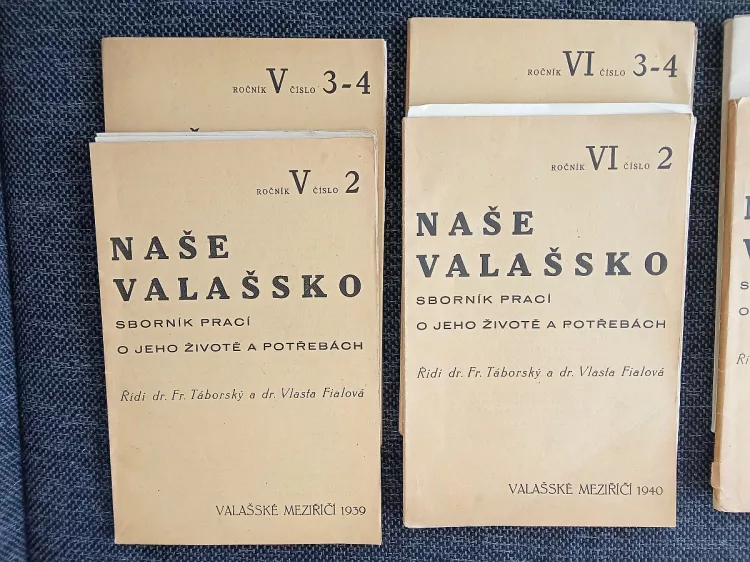 ROČNÍK V ČÍSLO 3-4
ROČNÍK V ČÍSLO 2
NAŠE
VALAŠSKO
SBORNÍK PRACÍ
O JEHO ŽIVOTĚ A POTŘEBÁCH
Řídí dr. Fr. Táborský a dr. Vlasta Fialová
VALAŠSKÉ MEZIŘÍČÍ 1939
ROČNÍK VI ČÍSLO 3-4
ROČNÍK VI ČÍSLO 2
NAŠE
VALAŠSKO
SBORNÍK PRACÍ
O JEHO ŽIVOTĚ A POTŘEBÁCH
Řídí dr. Fr. Táborský a dr. Vlasta Fialová
VALAŠSKÉ MEZIŘÍČÍ 1940